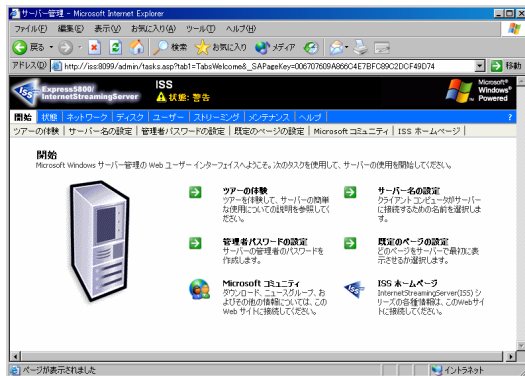 サーバー管理 - Microsoft Internet Explorer
ファイル(F) 編集(E) 表示(V) お気に入り(A) ツール(T) ヘルプ(H)
戻る 検索 お気に入り メディア
アドレス(D) http://iss:8099/admin/tasks.asp?tab1=TabsWelcome&_SAPageKey=006707609A866C4E7BFC89C2DCF49D74 移動
ISS Express5800/
InternetStreamingServer
ISS
状態: 警告
Microsoft®
Windows®
Powered
開始 状態 ネットワーク ディスク ユーザー ストリーミング メンテナンス ヘルプ ?
ツアーの体験 サーバー名の設定 管理者パスワードの設定 既定のページの設定 Microsoft コミュニティ ISS ホームページ
開始
Microsoft Windows サーバー管理の Web ユーザー インターフェイスへようこそ。次のタスクを使用して、サーバーの使用を開始してください。
ツアーの体験
ツアーを体験して、サーバーの簡単
な使用についての説明を参照してく
ださい。
サーバー名の設定
クライアント コンピュータがサーバー
に接続するための名前を選択しま
す。
管理者パスワードの設定
サーバーの管理者のパスワードを
作成します。
既定のページの設定
どのページをサーバーで最初に表
示させるか選択します。
Microsoft コミュニティ
ダウンロード、ニュースグループ、お
よびその他の情報については、この
Web サイトに接続してください。
ISS
ISS ホームページ
InternetStreamingServer(ISS) シ
リーズの各種情報は、このWebサイ
トに接続してください。
ページが表示されました
イントラネット